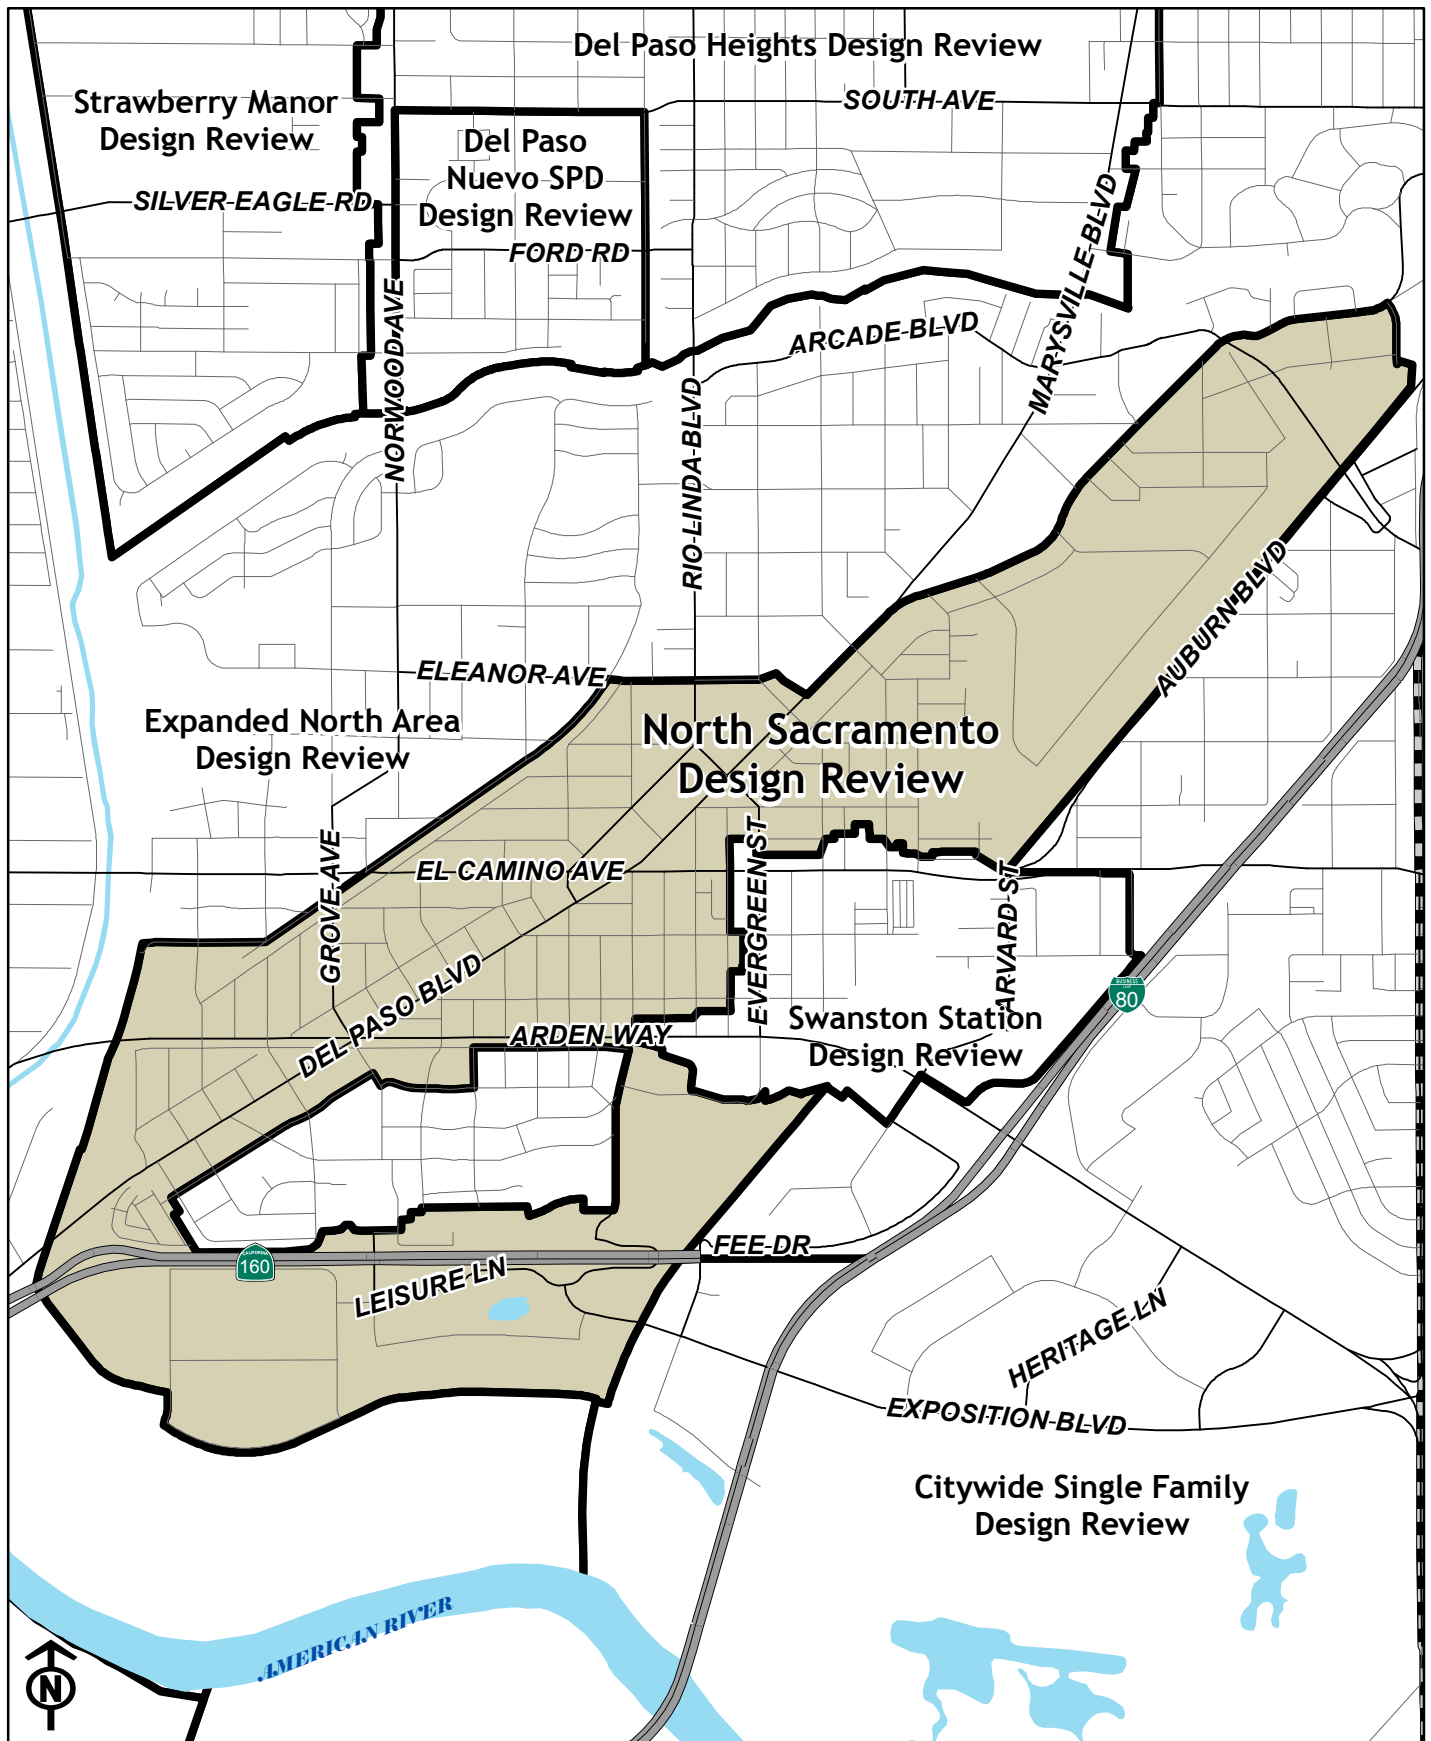 Del Paso Heights Design Review
Strawberry Manor
Design Review
SOUTH AVE
Del Paso
Nuevo SPD
Design Review
SILVER EAGLE RD
FORD RD
MARYSVILLE BLVD
NORWOOD AVE
ARCADE BLVD
RIO LINDA BLVD
AUBURN BLVD
ELEANOR AVE
Expanded North Area
Design Review
North Sacramento
Design Review
GROVE AVE
EL CAMINO AVE
EVERGREEN ST
ARVARD ST
DEL PASO BLVD
BUSINESS
LOOP
80
Swanston Station
Design Review
ARDEN WAY
FEE DR
CALIFORNIA
160
LEISURE LN
HERITAGE LN
EXPOSITION BLVD
Citywide Single Family
Design Review
AMERICAN RIVER
N